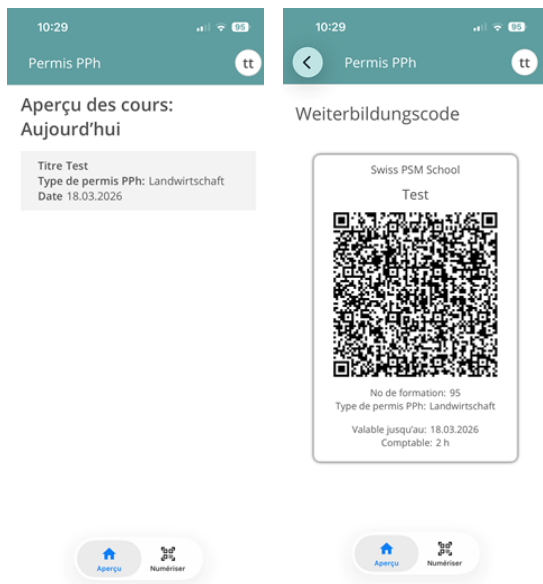 10:29
95
Permis PPh
tt
Aperçu des cours:
Aujourd’hui
Titre Test
Type de permis PPh: Landwirtschaft
Date 18.03.2026
Aperçu
Numériser
10:29
95
Permis PPh
tt
Weiterbildungscode
Swiss PSM School
Test
No de formation: 95
Type de permis PPh: Landwirtschaft
Valable jusqu’au: 18.03.2026
Comptable: 2 h
Aperçu
Numériser